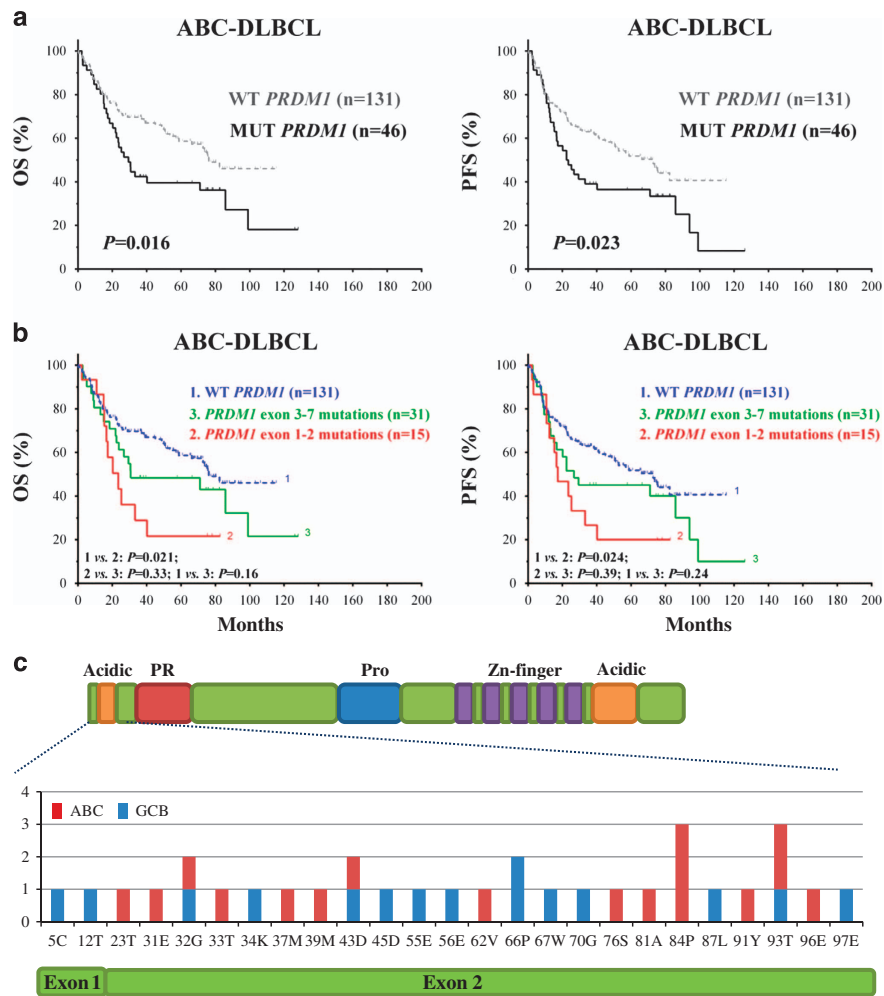 a
ABC-DLBCL
OS (%)
100
80
60
40
20
0
WT PRDM1 (n=131)
MUT PRDM1 (n=46)
P=0.016
0 20 40 60 80 100 120 140 160 180 200
ABC-DLBCL
PFS (%)
100
80
60
40
20
0
WT PRDM1 (n=131)
MUT PRDM1 (n=46)
P=0.023
0 20 40 60 80 100 120 140 160 180 200
b
ABC-DLBCL
OS (%)
100
80
60
40
20
0
1. WT PRDM1 (n=131)
3. PRDM1 exon 3-7 mutations (n=31)
2. PRDM1 exon 1-2 mutations (n=15)
1
2
3
1 vs. 2: P=0.021;
2 vs. 3: P=0.33; 1 vs. 3: P=0.16
0 20 40 60 80 100 120 140 160 180 200
Months
ABC-DLBCL
PFS (%)
100
80
60
40
20
0
1. WT PRDM1 (n=131)
3. PRDM1 exon 3-7 mutations (n=31)
2. PRDM1 exon 1-2 mutations (n=15)
1
2
3
1 vs. 2: P=0.024;
2 vs. 3: P=0.39; 1 vs. 3: P=0.24
0 20 40 60 80 100 120 140 160 180 200
Months
c
Acidic PR Pro Zn-finger Acidic
4
3
2
1
0
ABC GCB
5C 12T 23T 31E 32G 33T 34K 37M 39M 43D 45D 55E 56E 62V 66P 67W 70G 76S 81A 84P 87L 91Y 93T 96E 97E
Exon 1 Exon 2